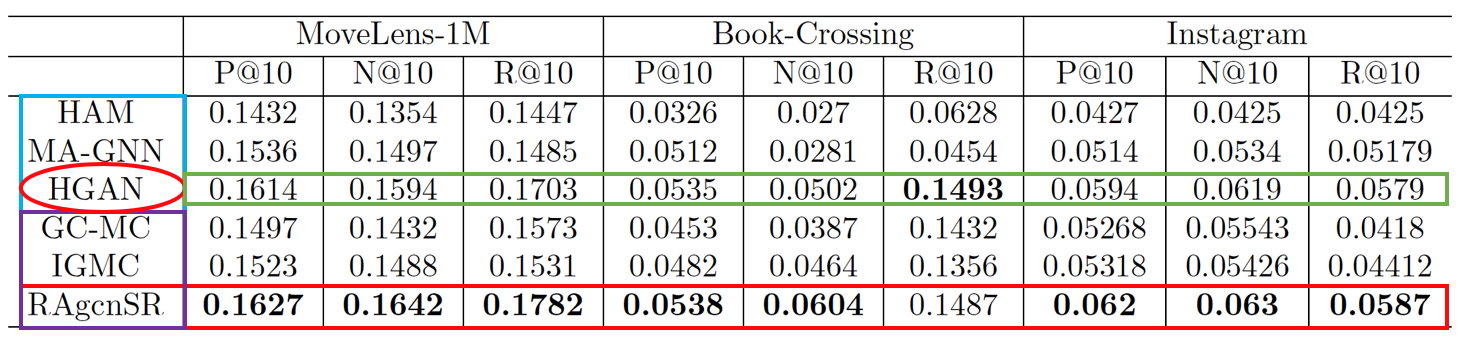 MoveLens-1M Book-Crossing Instagram
P@10 N@10 R@10 P@10 N@10 R@10 P@10 N@10 R@10
HAM 0.1432 0.1354 0.1447 0.0326 0.027 0.0628 0.0427 0.0425 0.0425
MA-GNN 0.1536 0.1497 0.1485 0.0512 0.0281 0.0454 0.0514 0.0534 0.05179
HGAN 0.1614 0.1594 0.1703 0.0535 0.0502 0.1493 0.0594 0.0619 0.0579
GC-MC 0.1497 0.1432 0.1573 0.0453 0.0387 0.1432 0.05268 0.05543 0.0418
IGMC 0.1523 0.1488 0.1531 0.0482 0.0464 0.1356 0.05318 0.05426 0.04412
RAgcnSR 0.1627 0.1642 0.1782 0.0538 0.0604 0.1487 0.062 0.063 0.0587